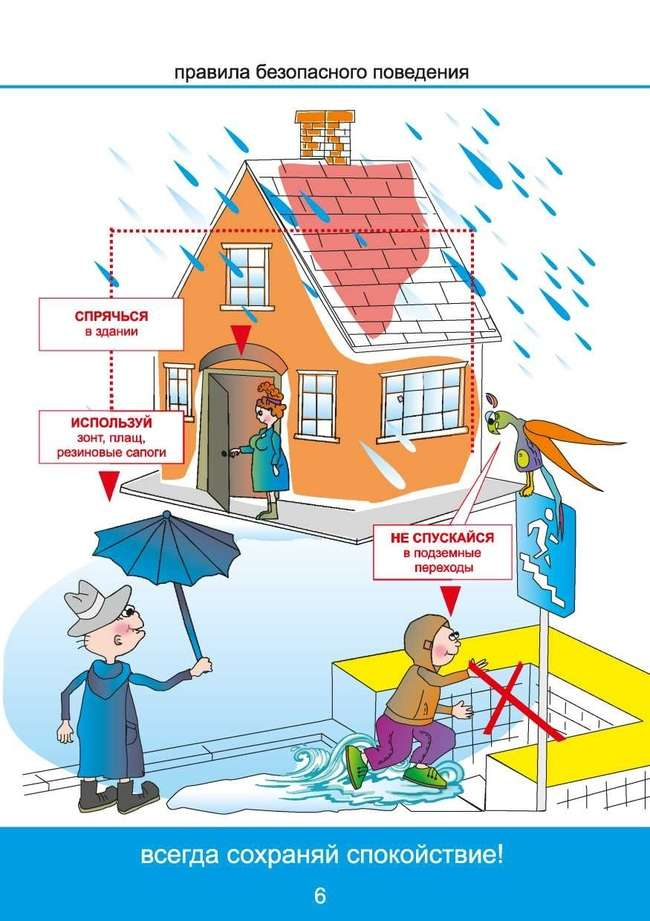 правила безопасного поведения
СПРЯЧЬСЯ
в здании
ИСПОЛЬЗУЙ
зонт, плащ,
резиновые сапоги
НЕ СПУСКАЙСЯ
в подземные
переходы
всегда сохраняй спокойствие!
6